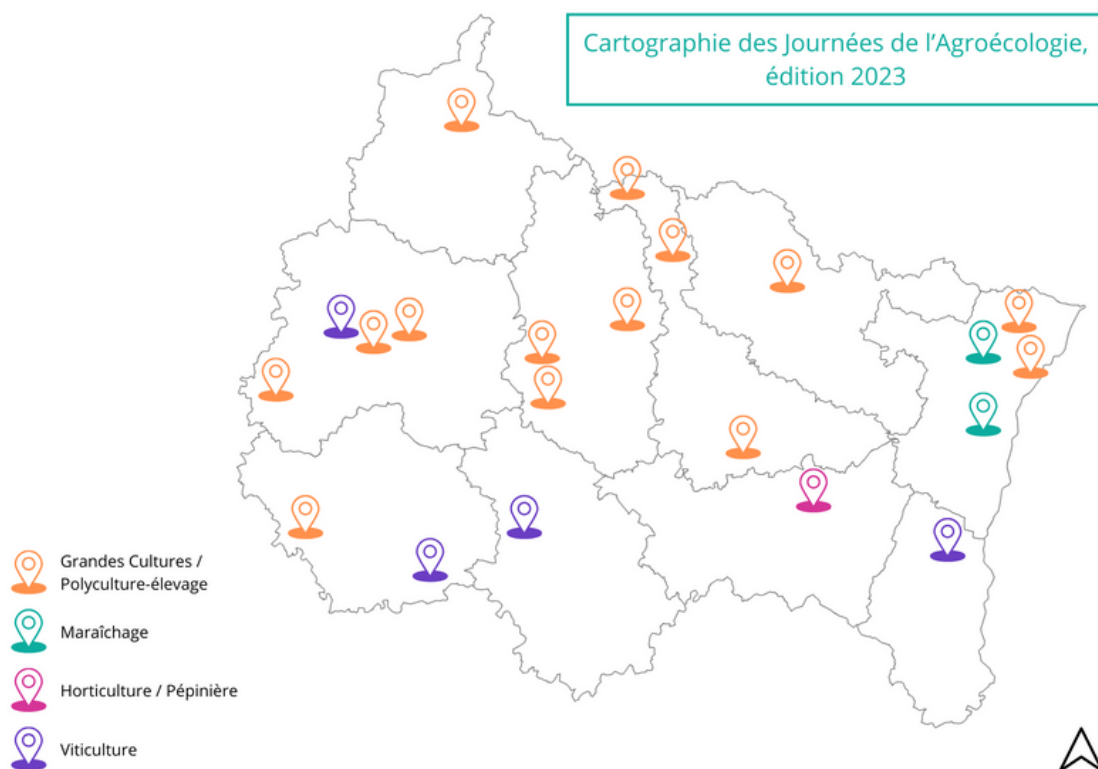 Cartographie des Journées de l'Agroécologie,
édition 2023
Grandes Cultures /
Polyculture-élevage
Maraîchage
Horticulture / Pépinière
Viticulture